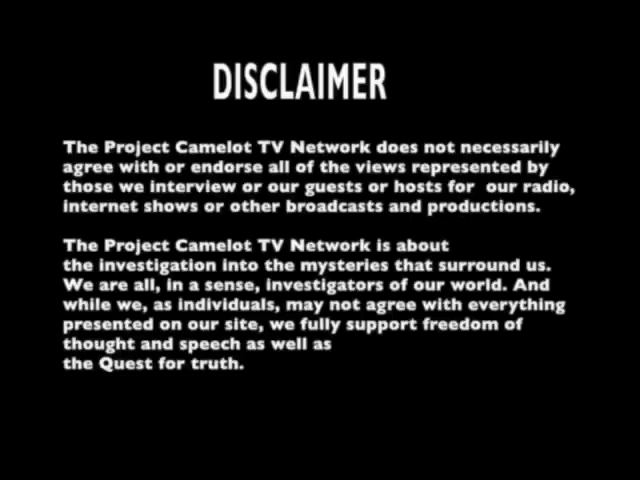 DISCLAIMER
The Project Camelot TV Network does not necessarily
agree with or endorse all of the views represented by
those we interview or our guests or hosts for our radio,
internet shows or other broadcasts and productions.
The Project Camelot TV Network is about
the investigation into the mysteries that surround us.
We are all, in a sense, investigators of our world. And
while we, as individuals, may not agree with everything
presented on our site, we fully support freedom of
thought and speech as well as
the Quest for truth.